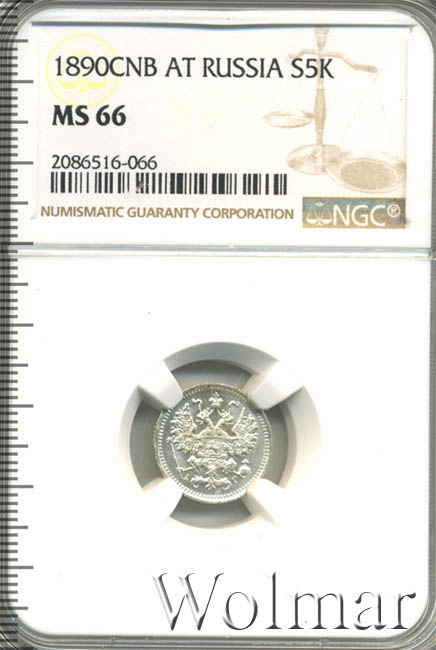 1890CNB AT RUSSIA S5K
MS 66
2086516-066
NUMISMATIC GUARANTY CORPORATION
NGC®
Wolmar